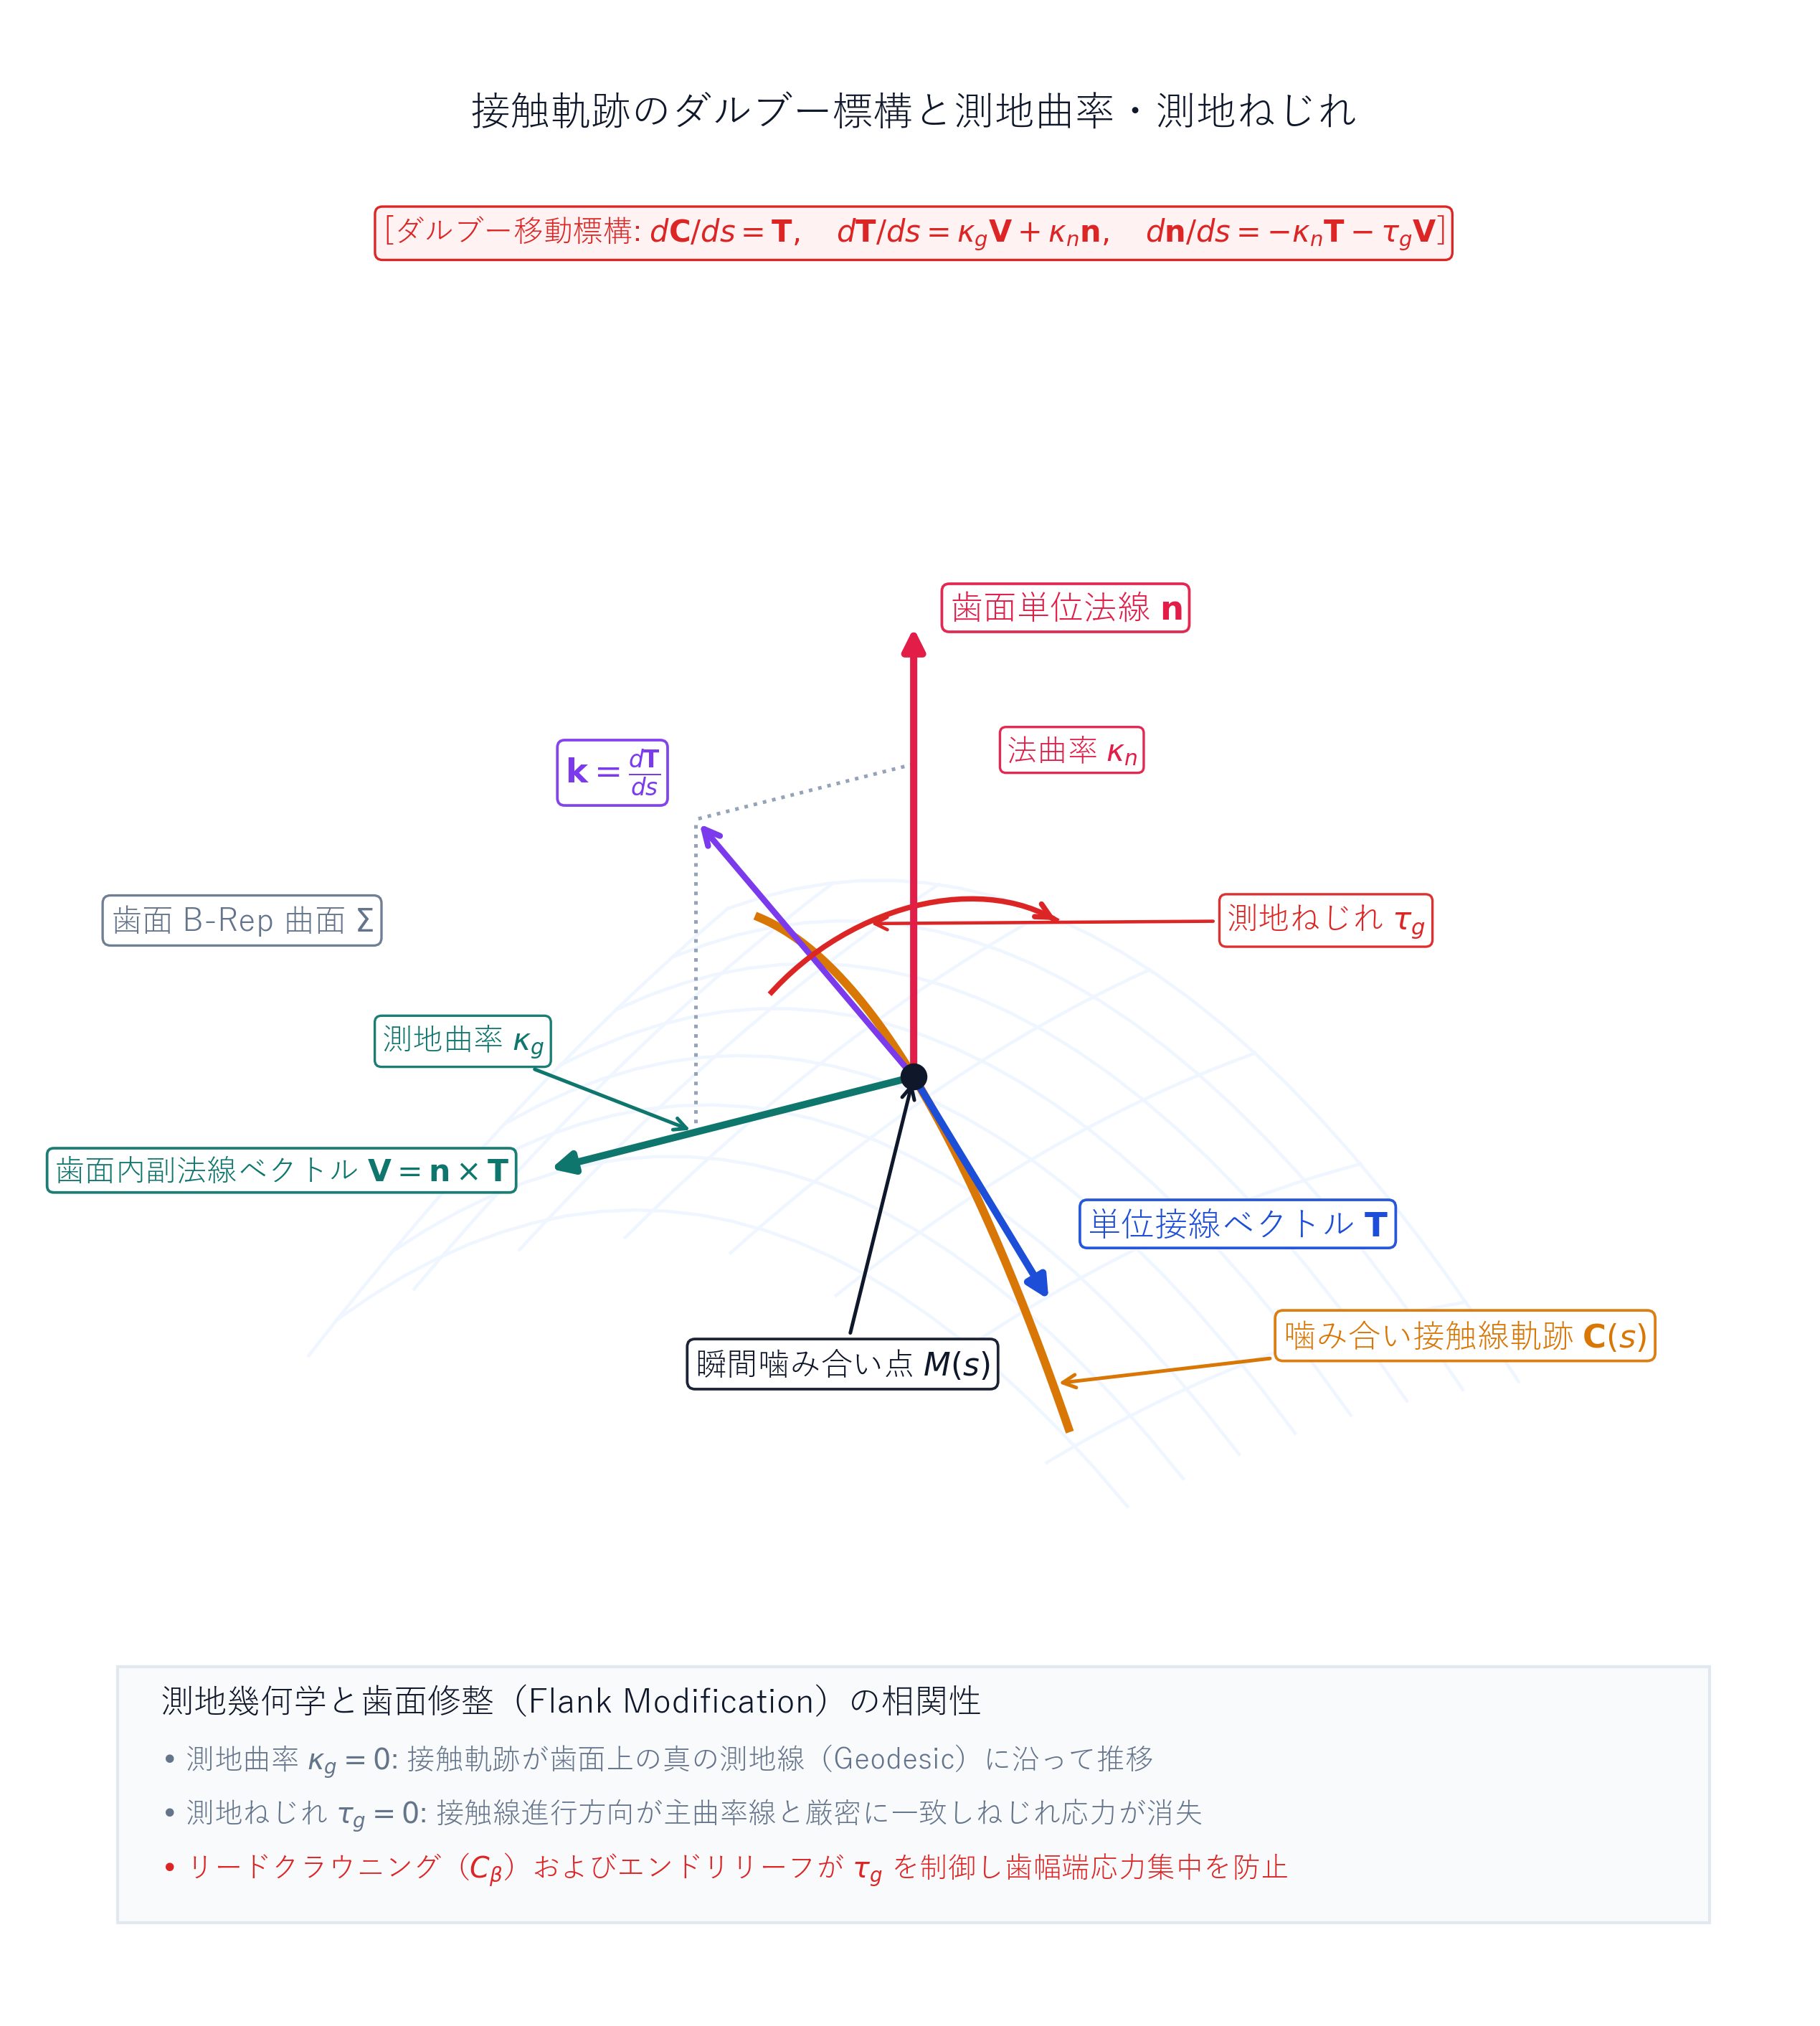 接触軌跡のダルブー標構と測地曲率・測地ねじれ
[ダルブー移動標構: dC/ds = T, dT/ds = κ_g V + κ_n n, dn/ds = −κ_n T − τ_g V]
歯面単位法線 n
法曲率 κ_n
k = dT/ds
歯面 B-Rep 曲面 Σ
測地ねじれ τ_g
測地曲率 κ_g
歯面内副法線ベクトル V = n × T
単位接線ベクトル T
噛み合い接触線軌跡 C(s)
瞬間噛み合い点 M(s)
測地幾何学と歯面修整（Flank Modification）の相関性
• 測地曲率 κ_g = 0: 接触軌跡が歯面上の真の測地線（Geodesic）に沿って推移
• 測地ねじれ τ_g = 0: 接触線進行方向が主曲率線と厳密に一致しねじれ応力が消失
• リードクラウニング（C_β）およびエンドリリーフが τ_g を制御し歯幅端応力集中を防止